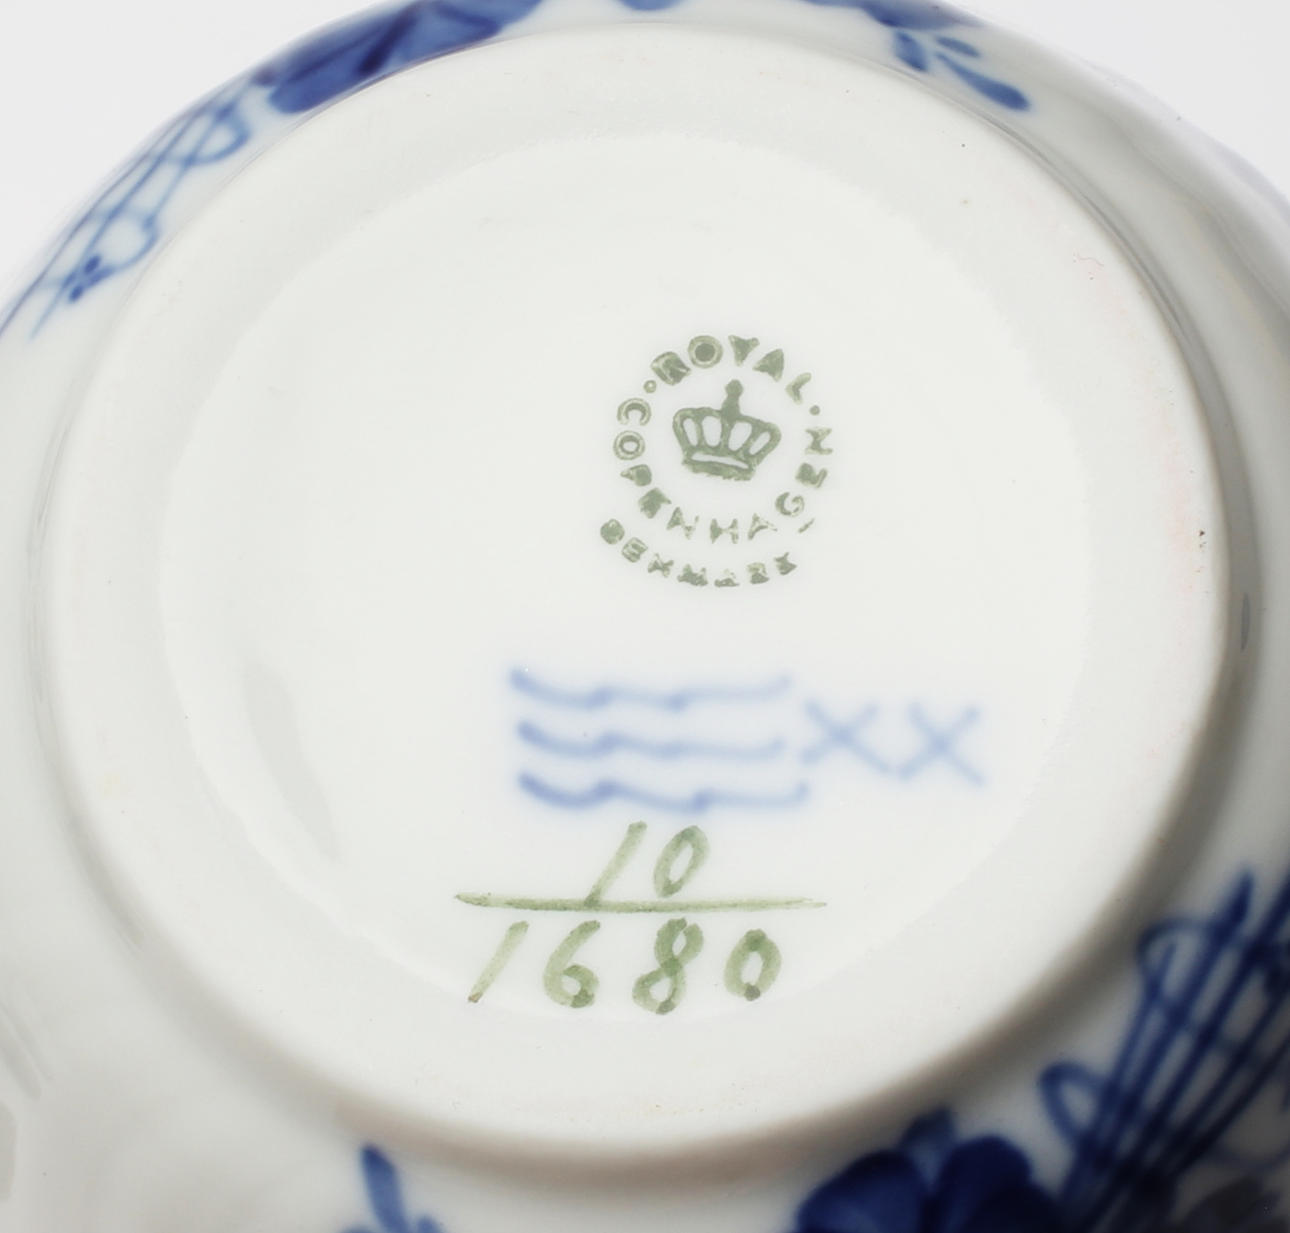 ROYAL
COPENHAGEN
DENMARK
XX
10
1680